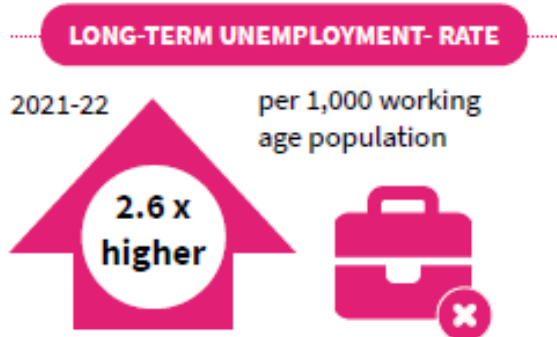 LONG-TERM UNEMPLOYMENT- RATE
2021-22
per 1,000 working
age population
2.6 x
higher